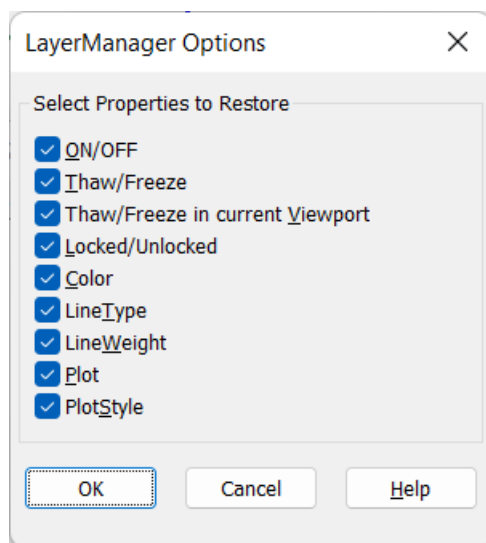 LayerManager Options
Select Properties to Restore
ON/OFF
Thaw/Freeze
Thaw/Freeze in current Viewport
Locked/Unlocked
Color
LineType
LineWeight
Plot
PlotStyle
OK Cancel Help